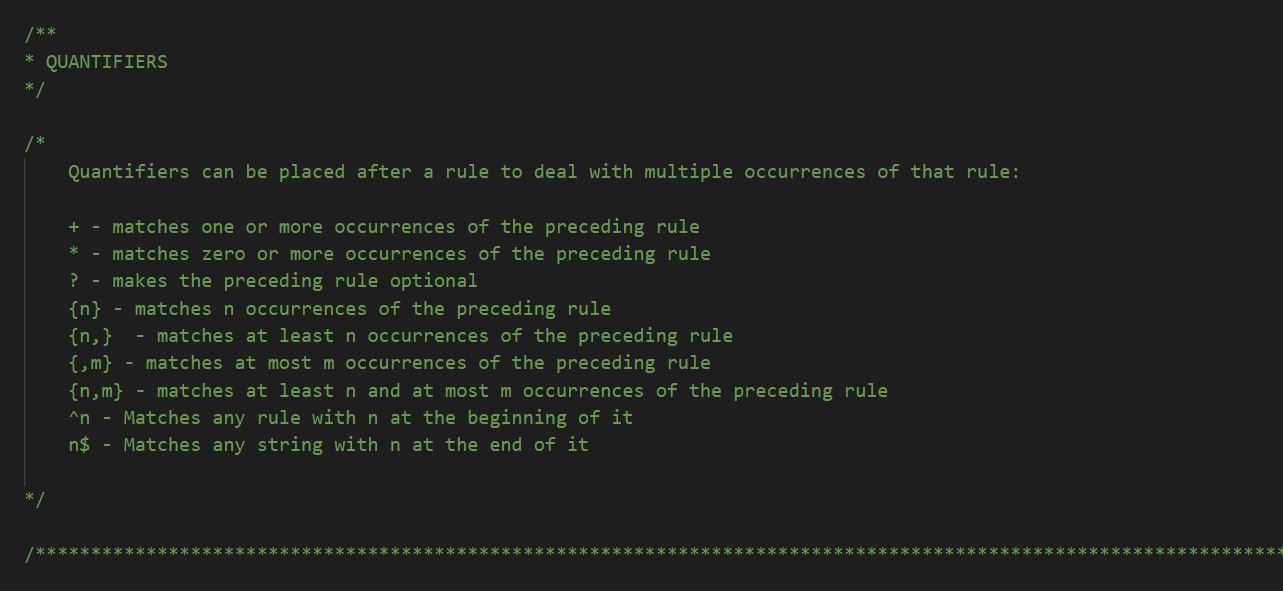 /**
* QUANTIFIERS
*/
/*
Quantifiers can be placed after a rule to deal with multiple occurrences of that rule:
+ - matches one or more occurrences of the preceding rule
* - matches zero or more occurrences of the preceding rule
? - makes the preceding rule optional
{n} - matches n occurrences of the preceding rule
{n,}  - matches at least n occurrences of the preceding rule
{,m} - matches at most m occurrences of the preceding rule
{n,m} - matches at least n and at most m occurrences of the preceding rule
^n - Matches any rule with n at the beginning of it
n$ - Matches any string with n at the end of it
*/
/*****************************************************************************************************************